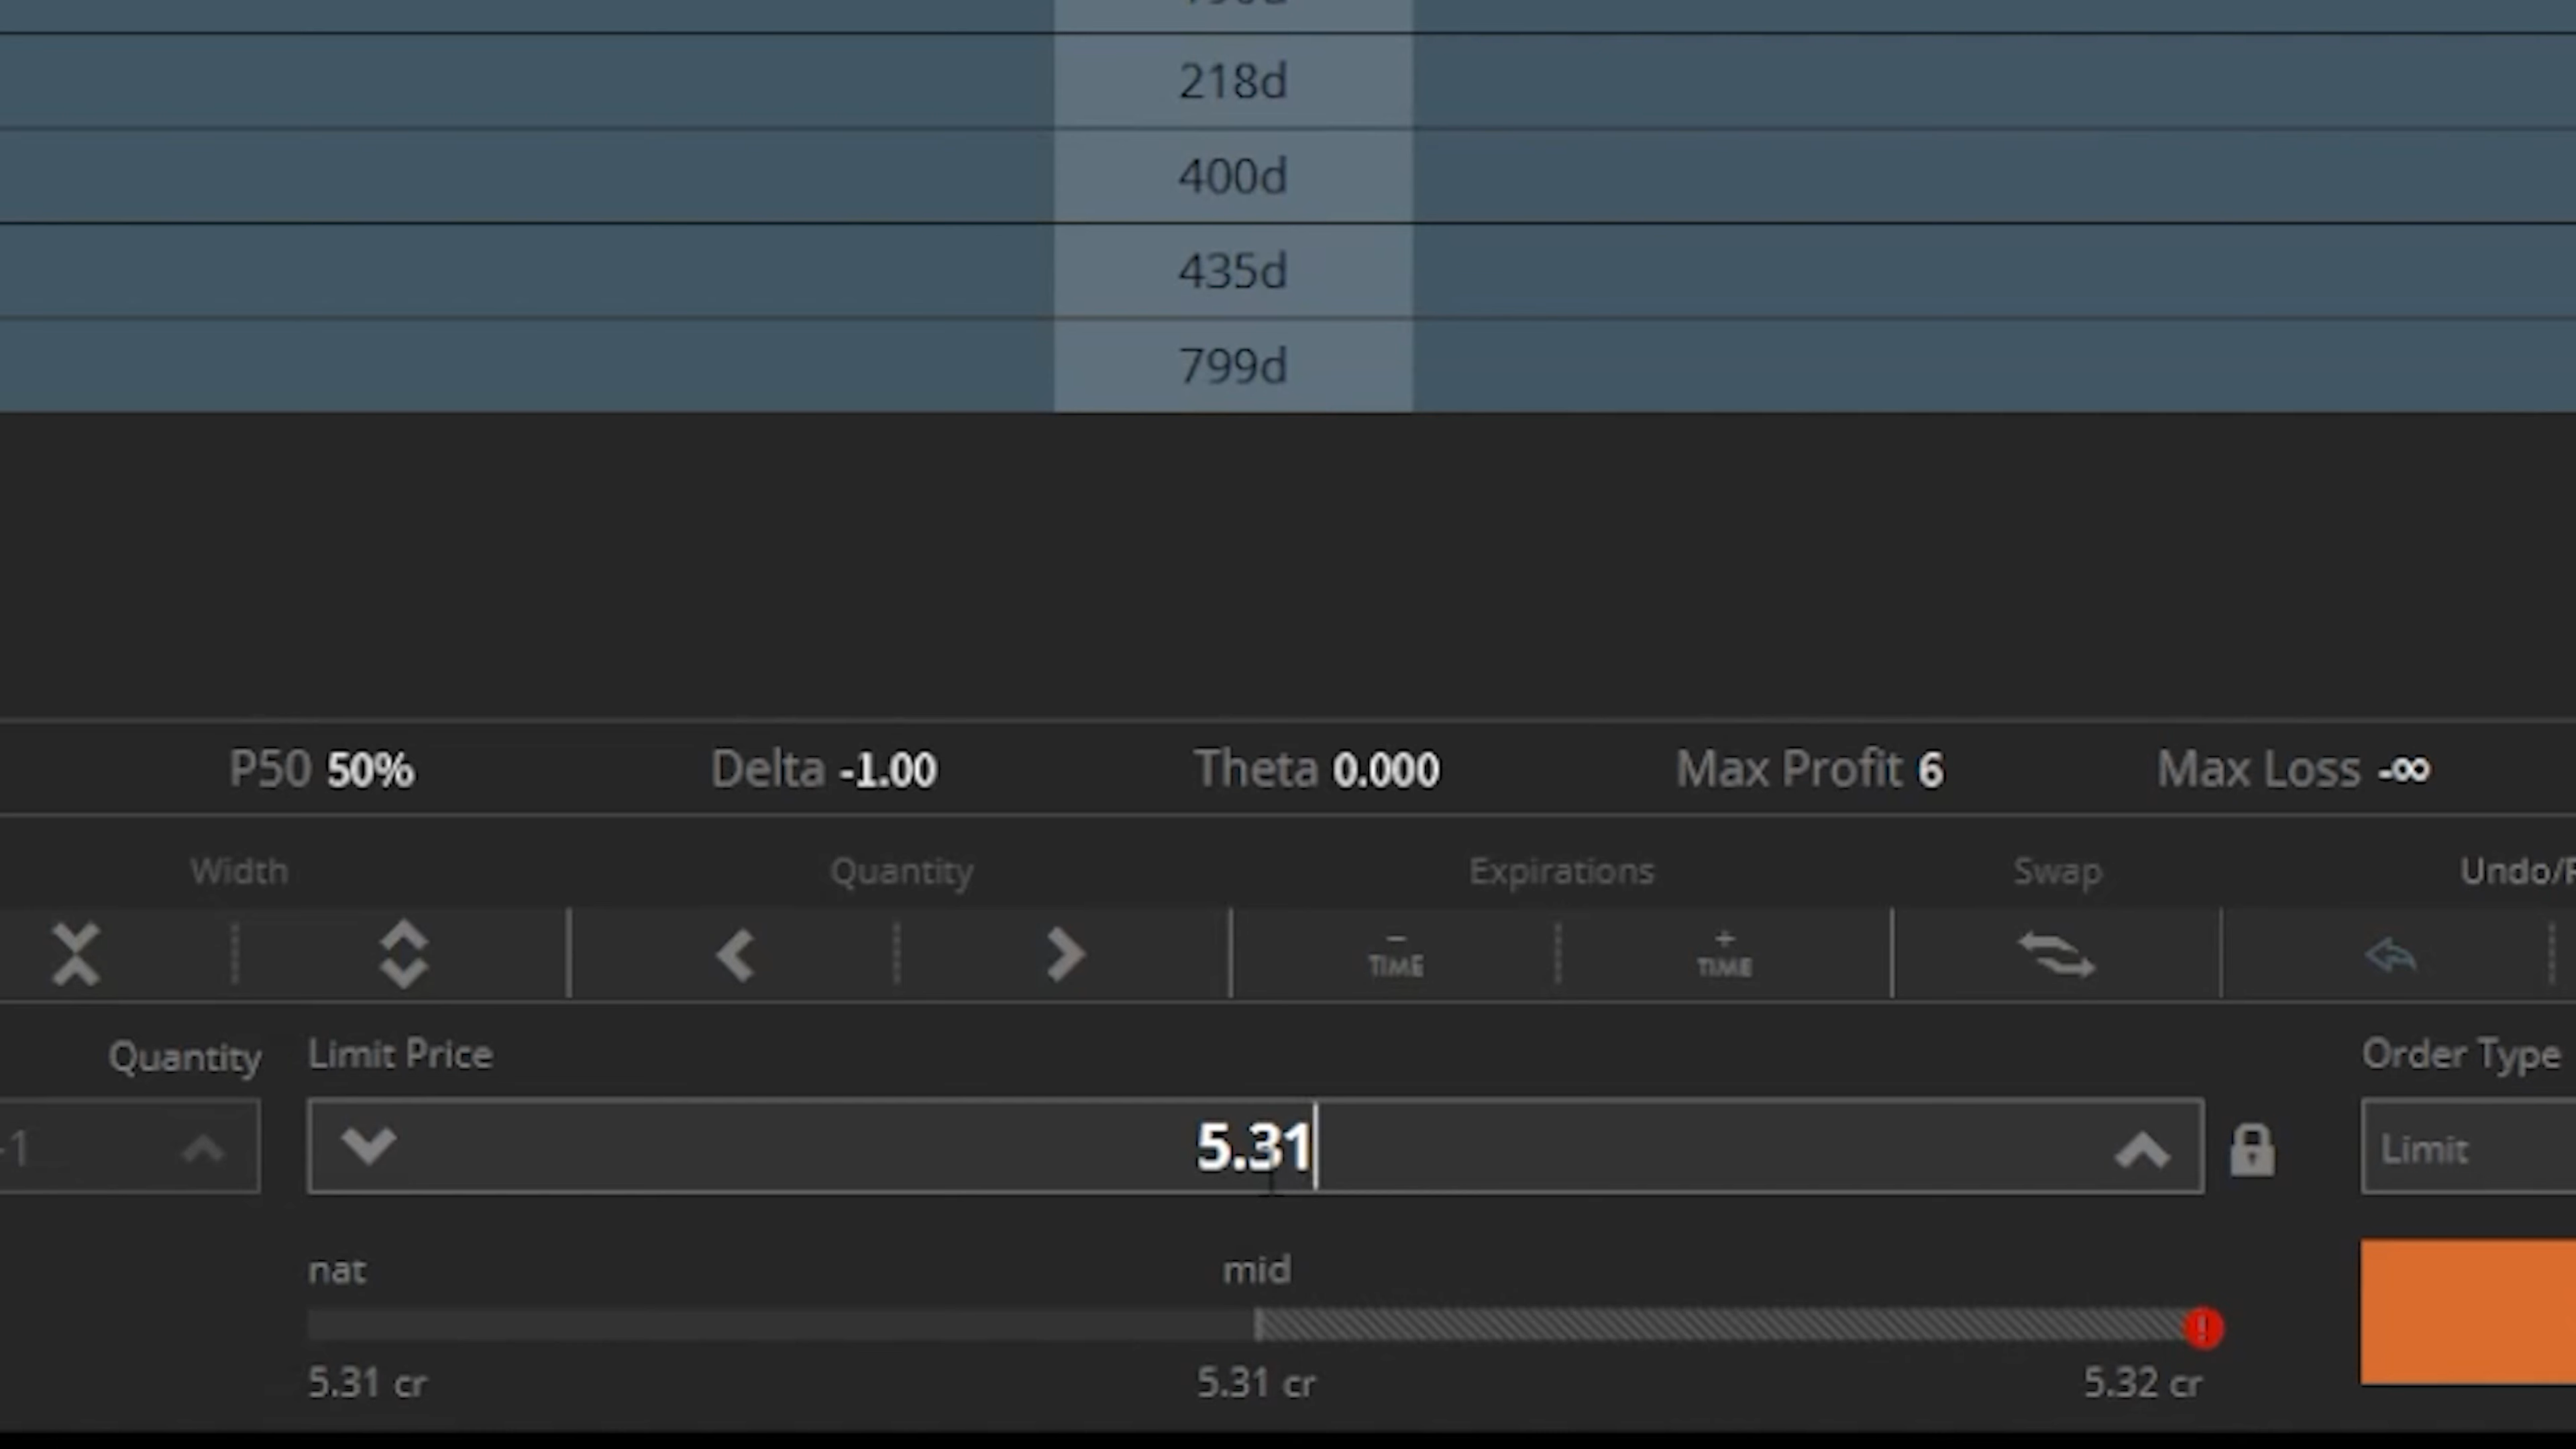 218d
400d
435d
799d
P50 50% Delta -1.00 Theta 0.000 Max Profit 6 Max Loss -∞
Width Quantity Expirations Swap Undo/
− TIME + TIME
Quantity Limit Price Order Type
-1 5.31 Limit
nat mid
!
5.31 cr 5.31 cr 5.32 cr